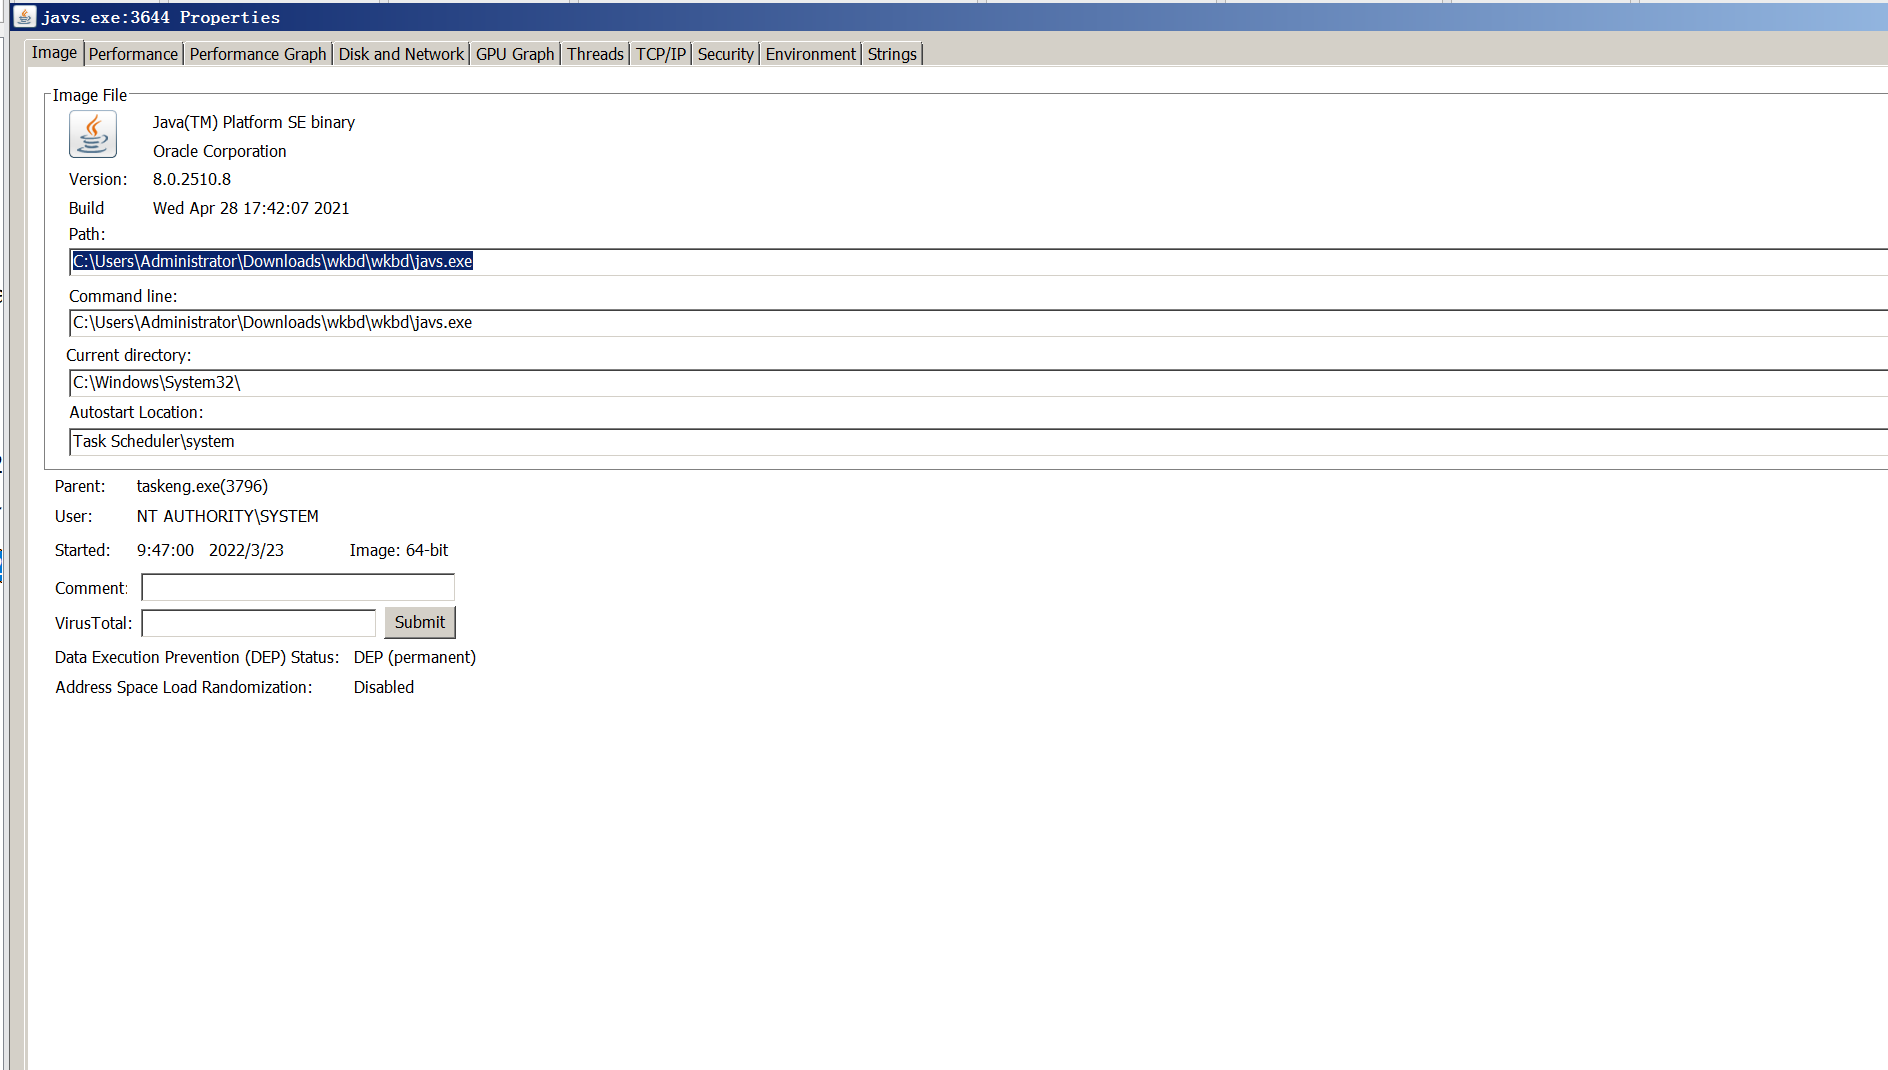 javs.exe:3644 Properties
Image Performance Performance Graph Disk and Network GPU Graph Threads TCP/IP Security Environment Strings
Image File
Java(TM) Platform SE binary
Oracle Corporation
Version: 8.0.2510.8
Build Wed Apr 28 17:42:07 2021
Path:
C:\Users\Administrator\Downloads\wkbd\wkbd\javs.exe
Command line:
C:\Users\Administrator\Downloads\wkbd\wkbd\javs.exe
Current directory:
C:\Windows\System32\
Autostart Location:
Task Scheduler\system
Parent: taskeng.exe(3796)
User: NT AUTHORITY\SYSTEM
Started: 9:47:00 2022/3/23 Image: 64-bit
Comment:
VirusTotal: Submit
Data Execution Prevention (DEP) Status: DEP (permanent)
Address Space Load Randomization: Disabled